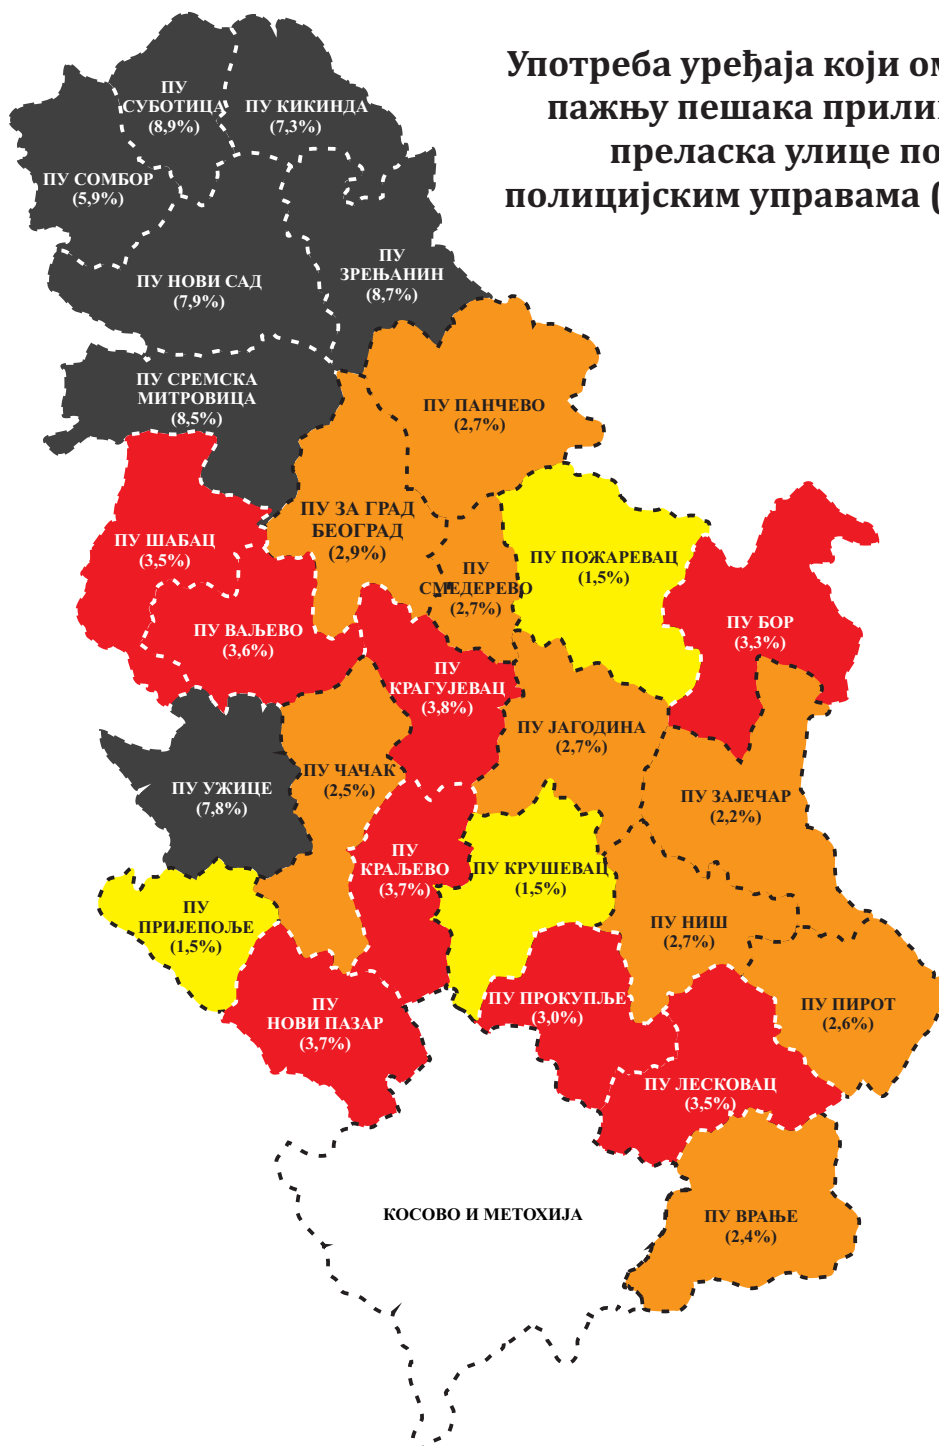 Употреба уређаја који ом
пажњу пешака прили
преласка улице по
полицијским управама (
ПУ
СУБОТИЦА
(8,9%)
ПУ КИКИНДА
(7,3%)
ПУ СОМБОР
(5,9%)
ПУ НОВИ САД
(7,9%)
ПУ
ЗРЕЊАНИН
(8,7%)
ПУ СРЕМСКА
МИТРОВИЦА
(8,5%)
ПУ ПАНЧЕВО
(2,7%)
ПУ ЗА ГРАД
БЕОГРАД
(2,9%)
ПУ ШАБАЦ
(3,5%)
ПУ
СМЕДЕРЕВО
(2,7%)
ПУ ПОЖАРЕВАЦ
(1,5%)
ПУ ВАЉЕВО
(3,6%)
ПУ БОР
(3,3%)
ПУ
КРАГУЈЕВАЦ
(3,8%)
ПУ ЈАГОДИНА
(2,7%)
ПУ УЖИЦЕ
(7,8%)
ПУ ЧАЧАК
(2,5%)
ПУ ЗАЈЕЧАР
(2,2%)
ПУ
КРАЉЕВО
(3,7%)
ПУ КРУШЕВАЦ
(1,5%)
ПУ
ПРИЈЕПОЉЕ
(1,5%)
ПУ НИШ
(2,7%)
ПУ
НОВИ ПАЗАР
(3,7%)
ПУ ПРОКУПЉЕ
(3,0%)
ПУ ПИРОТ
(2,6%)
ПУ ЛЕСКОВАЦ
(3,5%)
КОСОВО И МЕТОХИЈА
ПУ ВРАЊЕ
(2,4%)